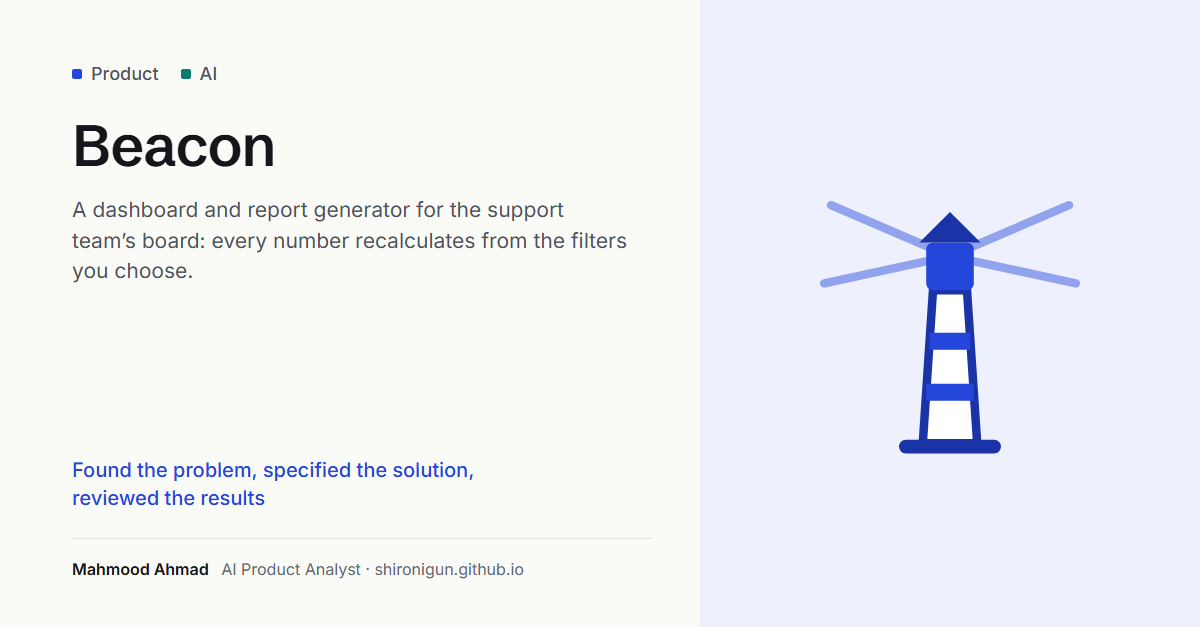 Product AI
Beacon
A dashboard and report generator for the support
team’s board: every number recalculates from the filters
you choose.
Found the problem, specified the solution,
reviewed the results
Mahmood Ahmad AI Product Analyst · shironigun.github.io